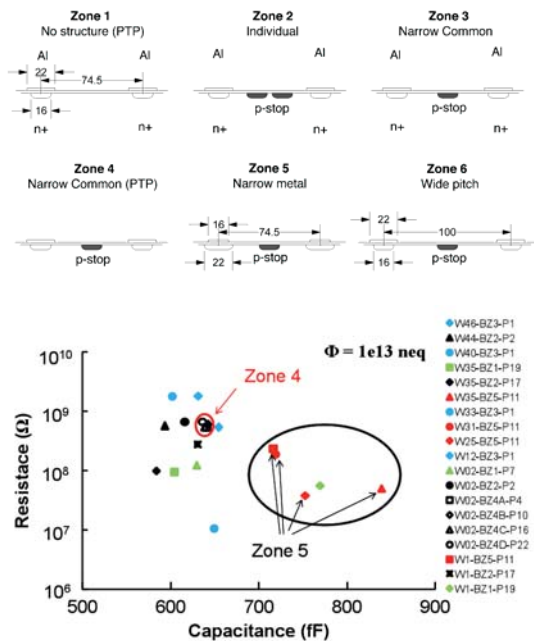 Zone 1
No structure (PTP)
Al
Al
22
74.5
16
n+
n+
Zone 2
Individual
Al
Al
p-stop
n+
n+
Zone 3
Narrow Common
Al
Al
p-stop
n+
n+
Zone 4
Narrow Common (PTP)
p-stop
Zone 5
Narrow metal
16
74.5
22
p-stop
Zone 6
Wide pitch
22
100
16
p-stop
Resistace (Ω)
10^10
10^9
10^8
10^7
10^6
Φ = 1e13 neq
Zone 4
Zone 5
500
600
700
800
900
Capacitance (fF)
W46-BZ3-P1
W44-BZ2-P2
W40-BZ3-P1
W35-BZ1-P19
W35-BZ2-P17
W35-BZ5-P11
W33-BZ3-P1
W31-BZ5-P11
W25-BZ5-P11
W12-BZ3-P1
W02-BZ1-P7
W02-BZ2-P2
W02-BZ4A-P4
W02-BZ4B-P10
W02-BZ4C-P16
W02-BZ4D-P22
W1-BZ5-P11
W1-BZ2-P17
W1-BZ1-P19